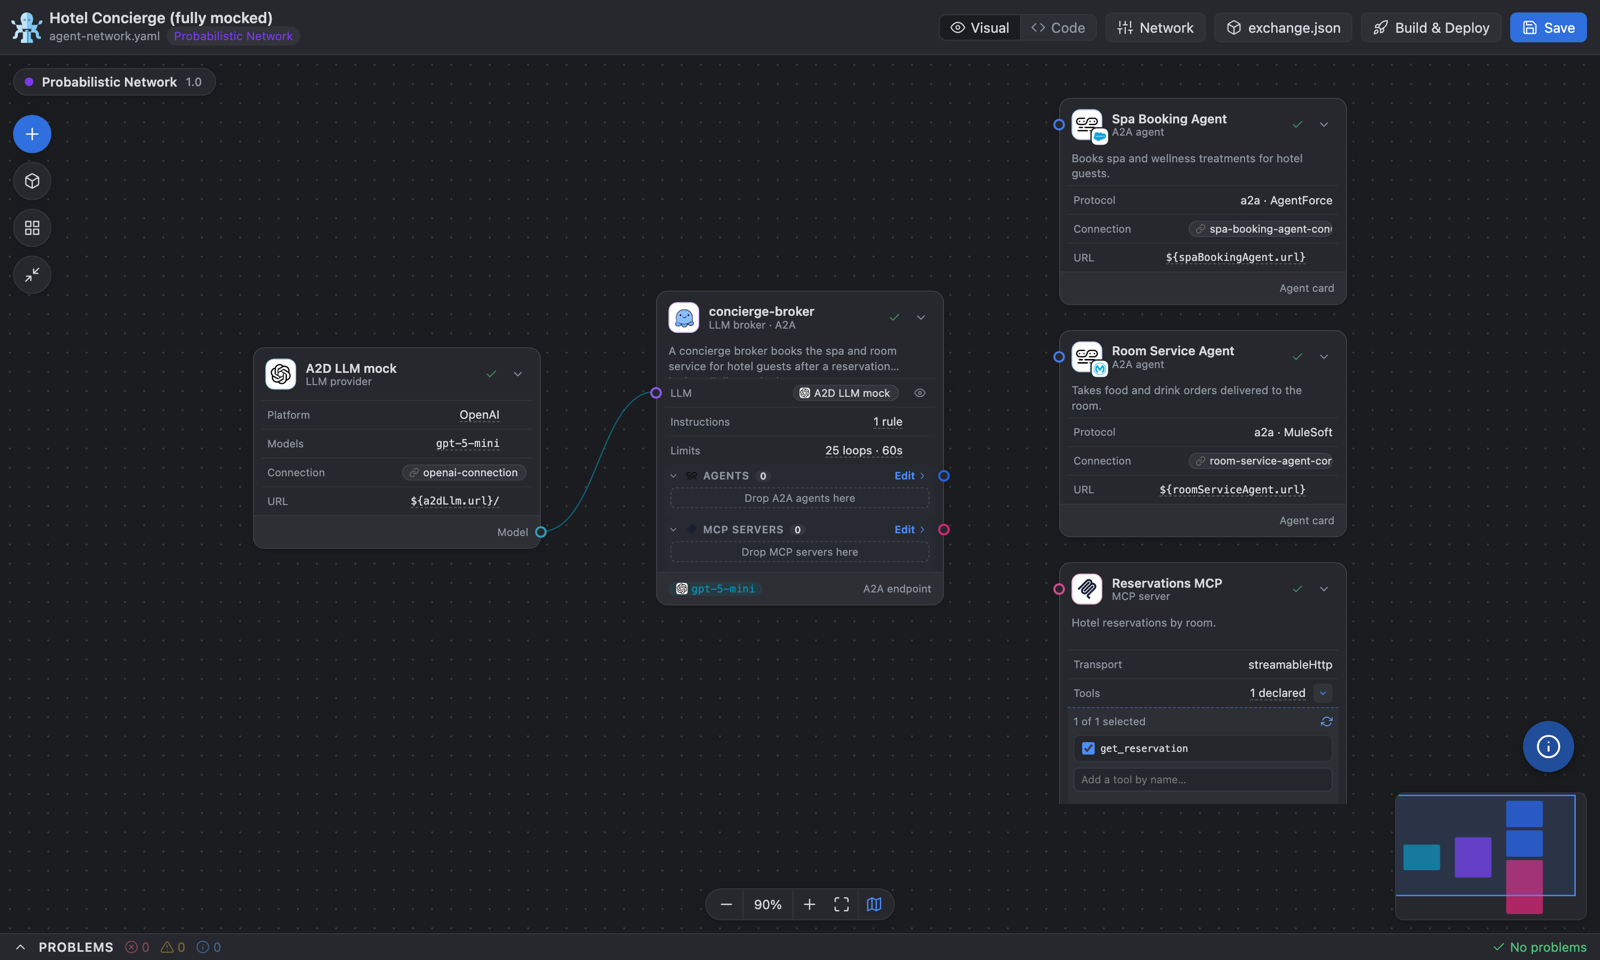 Hotel Concierge (fully mocked)
agent-network.yaml Probabilistic Network
Visual Code Network exchange.json Build & Deploy Save
Probabilistic Network 1.0
A2D LLM mock
LLM provider
Platform OpenAI
Models gpt-5-mini
Connection openai-connection
URL ${a2dLlm.url}/
Model
concierge-broker
LLM broker · A2A
A concierge broker books the spa and room
service for hotel guests after a reservation...
LLM A2D LLM mock
Instructions 1 rule
Limits 25 loops · 60s
AGENTS 0 Edit
Drop A2A agents here
MCP SERVERS 0 Edit
Drop MCP servers here
gpt-5-mini A2A endpoint
Spa Booking Agent
A2A agent
Books spa and wellness treatments for hotel
guests.
Protocol a2a · AgentForce
Connection spa-booking-agent-con
URL ${spaBookingAgent.url}
Agent card
Room Service Agent
A2A agent
Takes food and drink orders delivered to the
room.
Protocol a2a · MuleSoft
Connection room-service-agent-cor
URL ${roomServiceAgent.url}
Agent card
Reservations MCP
MCP server
Hotel reservations by room.
Transport streamableHttp
Tools 1 declared
1 of 1 selected
get_reservation
Add a tool by name...
90%
PROBLEMS 0 0 0
No problems